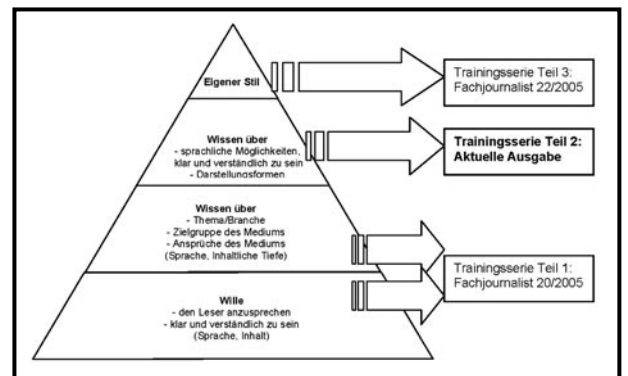 Eigener Stil
Trainingsserie Teil 3:
Fachjournalist 22/2005
Wissen über
- sprachliche Möglichkeiten,
klar und verständlich zu sein
- Darstellungsformen
Trainingsserie Teil 2:
Aktuelle Ausgabe
Wissen über
- Thema/Branche
- Zielgruppe des Mediums
- Ansprüche des Mediums
(Sprache, Inhaltliche Tiefe)
Trainingsserie Teil 1:
Fachjournalist 20/2005
Wille
- den Leser anzusprechen
- klar und verständlich zu sein
(Sprache, Inhalt)